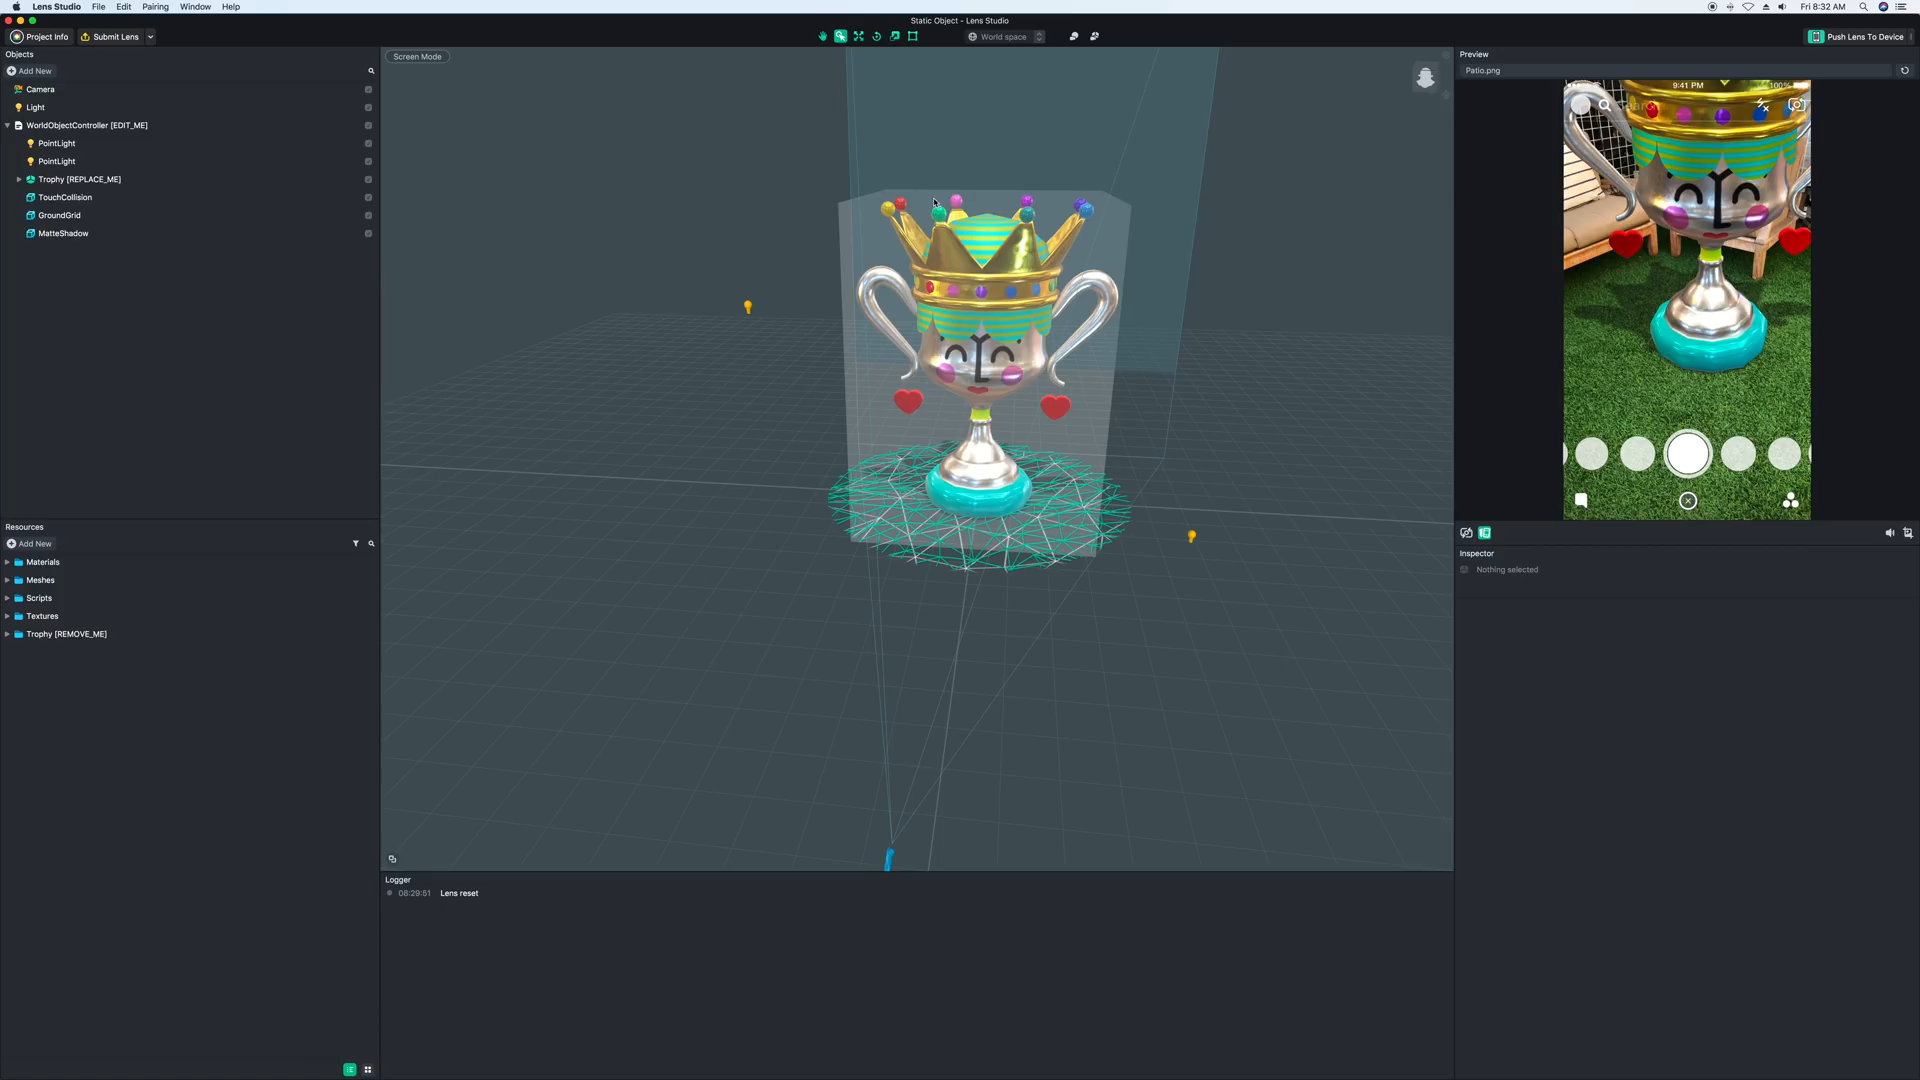 Lens Studio File Edit Pairing Window Help
Fri 8:32 AM
Static Object - Lens Studio
Project Info Submit Lens
World space
Push Lens To Device
Objects
Add New
Camera
Light
WorldObjectController [EDIT_ME]
PointLight
PointLight
Trophy [REPLACE_ME]
TouchCollision
GroundGrid
MatteShadow
Resources
Add New
Materials
Meshes
Scripts
Textures
Trophy [REMOVE_ME]
Screen Mode
Logger
08:29:51 Lens reset
Preview
Patio.png
9:41 PM
100%
Inspector
Nothing selected